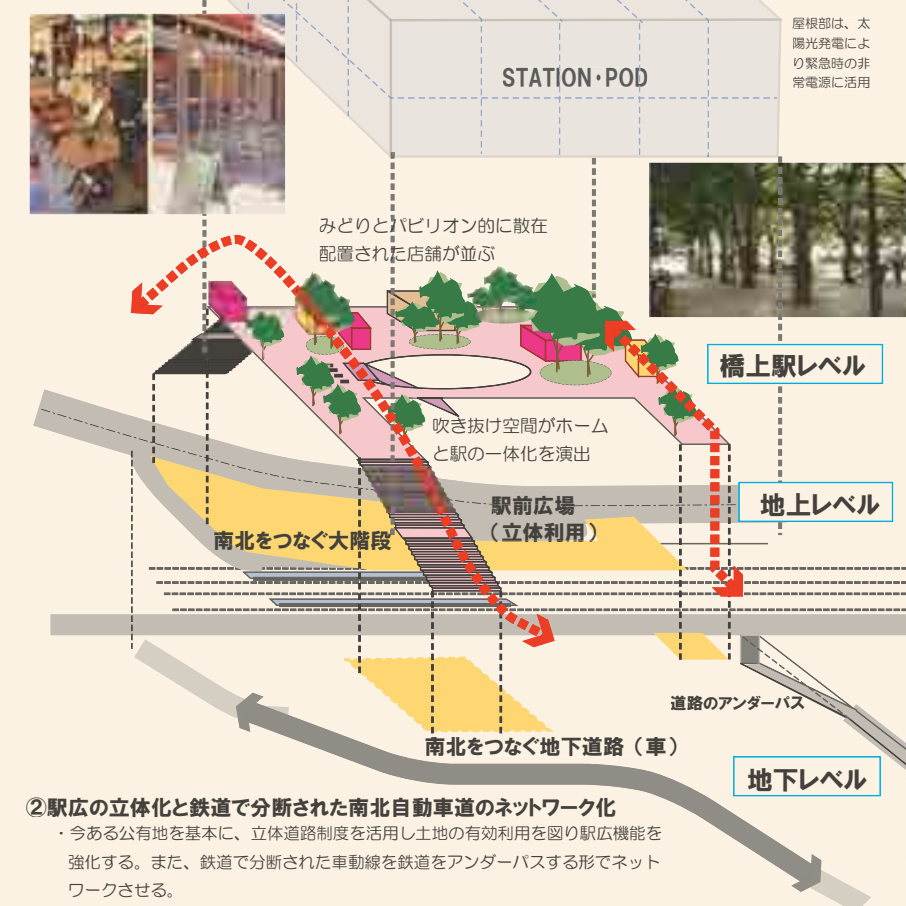 屋根部は、太
陽光発電によ
り緊急時の非
常電源に活用
STATION・POD
みどりとパビリオン的に散在
配置された店舗が並ぶ
橋上駅レベル
吹き抜け空間がホーム
と駅の一体化を演出
地上レベル
駅前広場
（立体利用）
南北をつなぐ大階段
道路のアンダーパス
南北をつなぐ地下道路（車）
地下レベル
②駅広の立体化と鉄道で分断された南北自動車道のネットワーク化
・今ある公有地を基本に、立体道路制度を活用し土地の有効利用を図り駅広機能を
強化する。また、鉄道で分断された車動線を鉄道をアンダーパスする形でネット
ワークさせる。